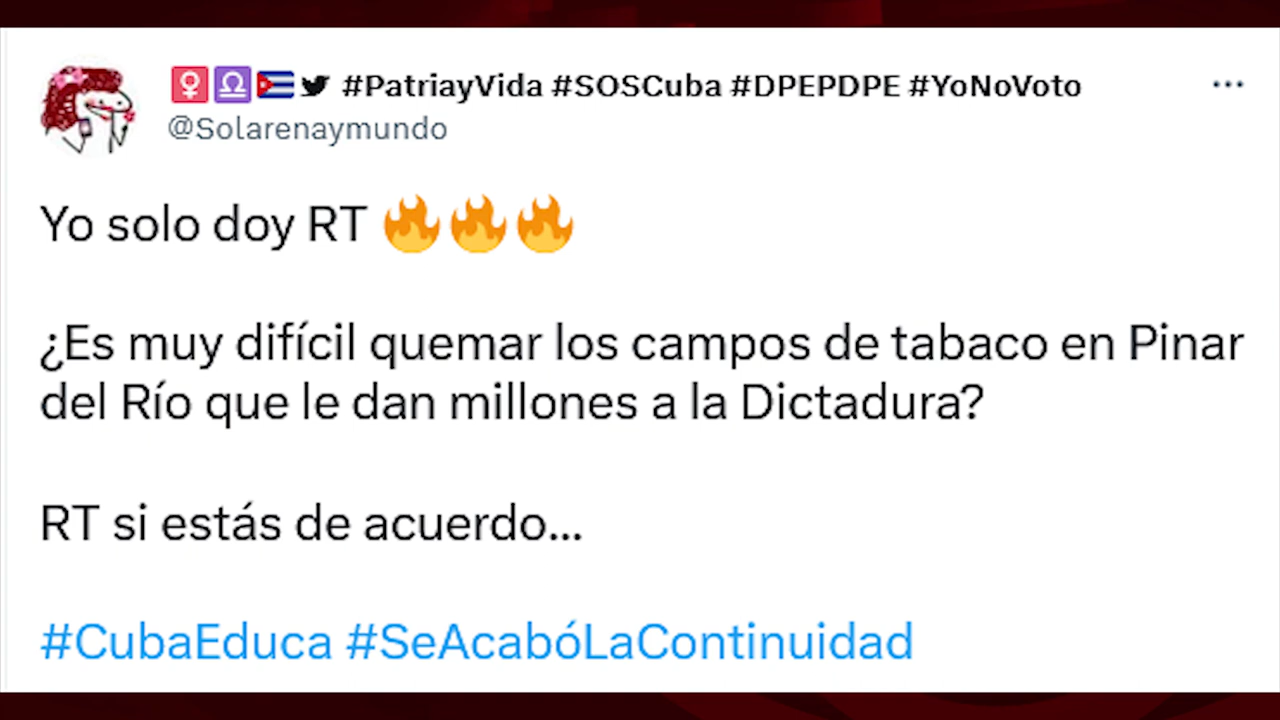 ♀️♎🇨🇺 #PatriayVida #SOSCuba #DPEPDPE #YoNoVoto
@Solarenaymundo
Yo solo doy RT 🔥🔥🔥
¿Es muy difícil quemar los campos de tabaco en Pinar
del Río que le dan millones a la Dictadura?
RT si estás de acuerdo...
#CubaEduca #SeAcabóLaContinuidad